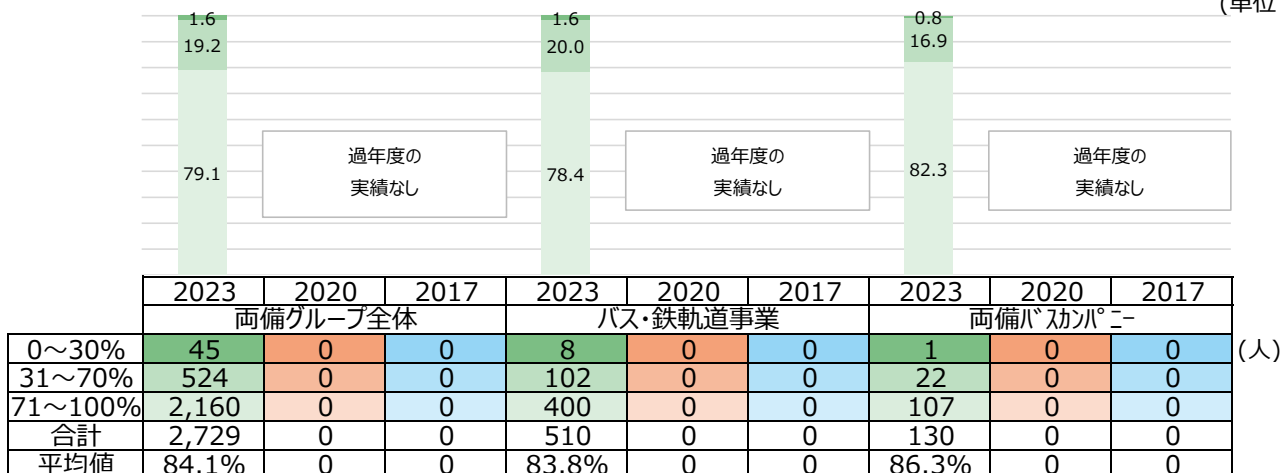 (単位
1.6 1.6 0.8
19.2 20.0 16.9
79.1 78.4 82.3
過年度の 過年度の 過年度の
実績なし 実績なし 実績なし
2023 2020 2017 2023 2020 2017 2023 2020 2017
両備グループ全体 バス・鉄軌道事業 両備ﾊﾞｽｶﾝﾊﾟﾆｰ
0～30% 45 0 0 8 0 0 1 0 0 (人)
31～70% 524 0 0 102 0 0 22 0 0
71～100% 2,160 0 0 400 0 0 107 0 0
合計 2,729 0 0 510 0 0 130 0 0
平均値 84.1% 0 0 83.8% 0 0 86.3% 0 0